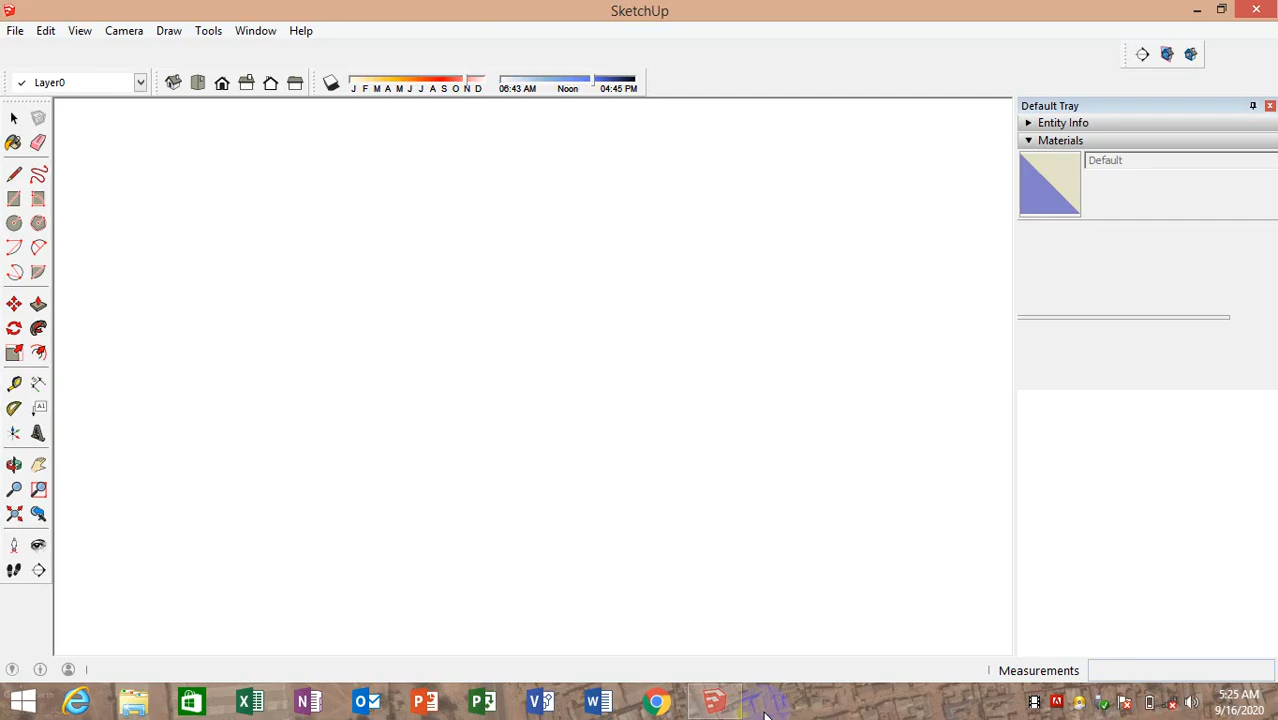 SketchUp
File Edit View Camera Draw Tools Window Help
Layer0
J F M A M J J A S O N D
06:43 AM Noon 04:45 PM
Default Tray
Entity Info
Materials
Default
A1
Measurements
5:25 AM
9/16/2020